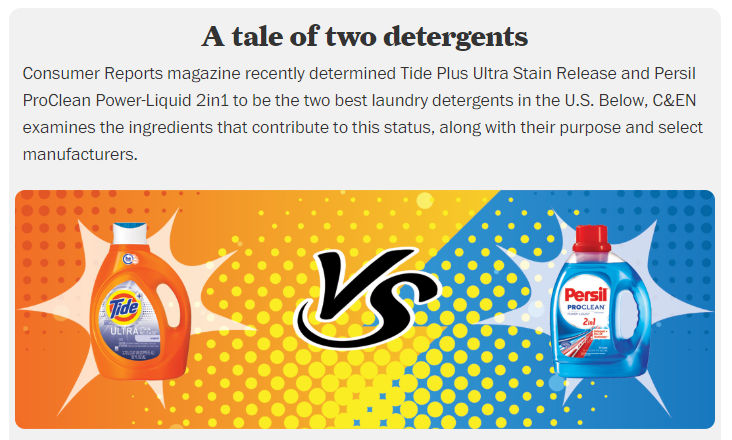 A tale of two detergents
Consumer Reports magazine recently determined Tide Plus Ultra Stain Release and Persil
ProClean Power-Liquid 2in1 to be the two best laundry detergents in the U.S. Below, C&EN
examines the ingredients that contribute to this status, along with their purpose and select
manufacturers.
VS
Tide
+
ULTRA STAIN
Persil
PROCLEAN
2in1